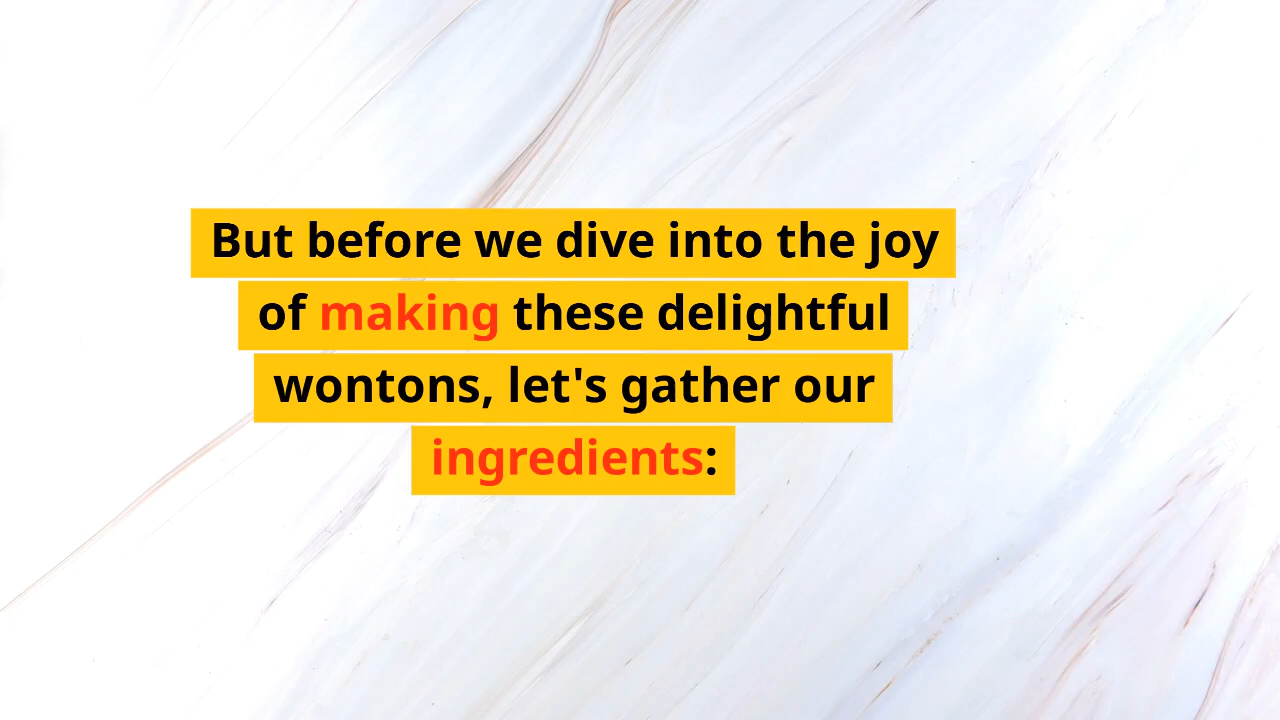 But before we dive into the joy
of making these delightful
wontons, let's gather our
ingredients: